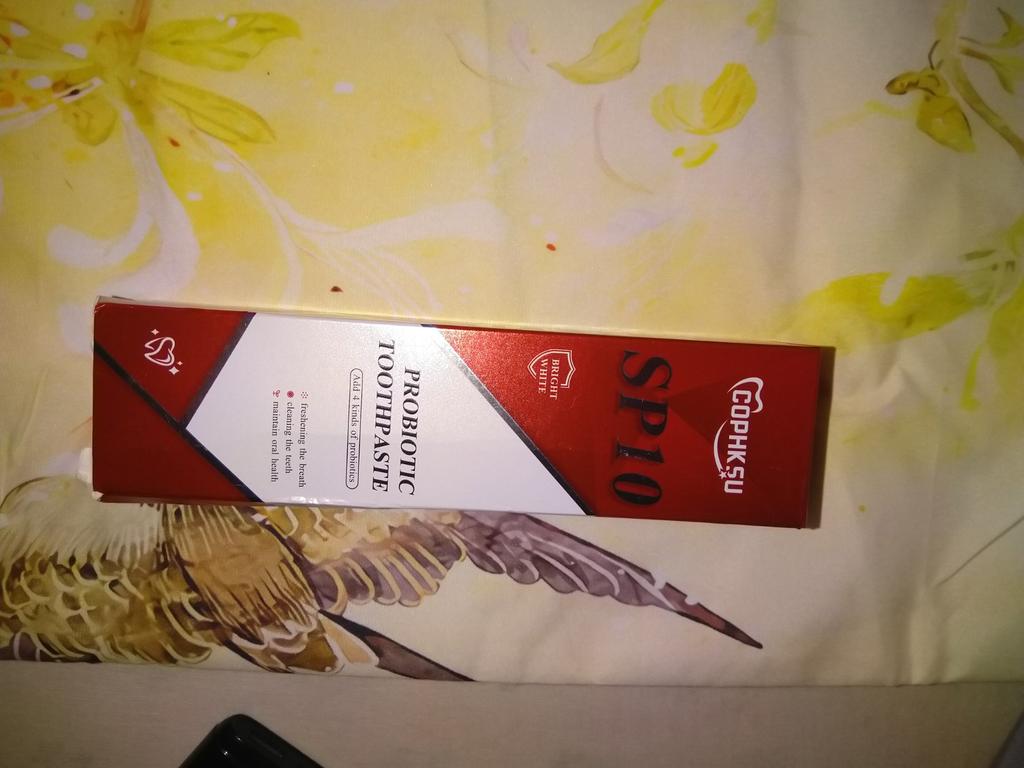 COPHKSU
SP10
BRIGHT
WHITE
PROBIOTIC
TOOTHPASTE
Add 4 kinds of probiotics
freshening the breath
cleaning the teeth
maintain oral health